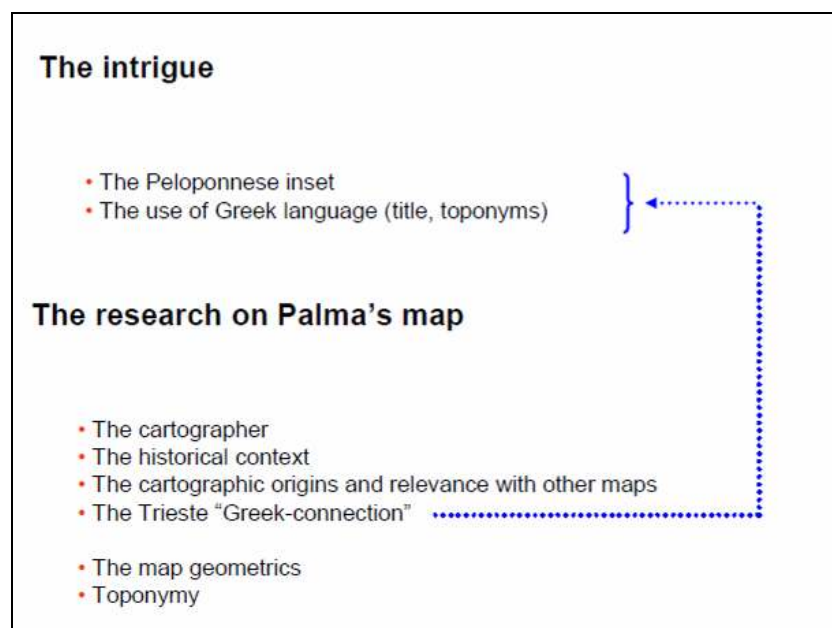 The intrigue
• The Peloponnese inset
• The use of Greek language (title, toponyms)
The research on Palma's map
• The cartographer
• The historical context
• The cartographic origins and relevance with other maps
• The Trieste “Greek-connection”
• The map geometrics
• Toponymy